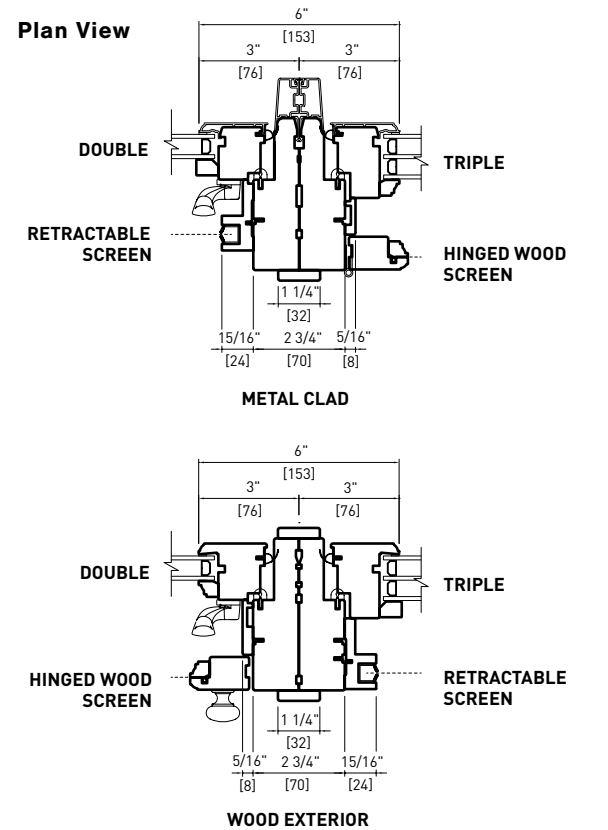 Plan View
6"
[153]
3" 3"
[76] [76]
DOUBLE
TRIPLE
RETRACTABLE
SCREEN
HINGED WOOD
SCREEN
1 1/4"
[32]
15/16" 2 3/4" 5/16"
[24] [70] [8]
METAL CLAD
6"
[153]
3" 3"
[76] [76]
DOUBLE
TRIPLE
HINGED WOOD
SCREEN
RETRACTABLE
SCREEN
1 1/4"
[32]
5/16" 2 3/4" 15/16"
[8] [70] [24]
WOOD EXTERIOR